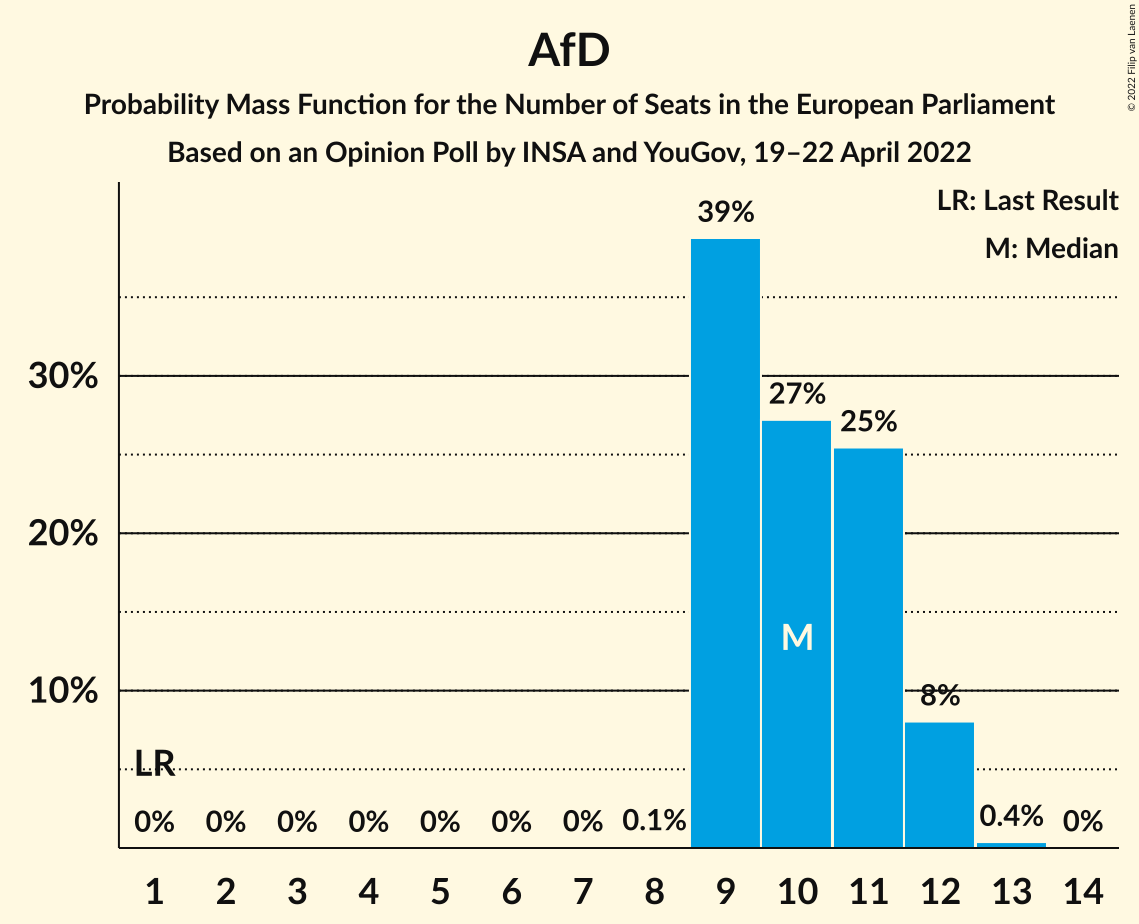 AfD
Probability Mass Function for the Number of Seats in the European Parliament
Based on an Opinion Poll by INSA and YouGov, 19–22 April 2022
© 2022 Filip van Laenen
LR: Last Result
M: Median
39%
30%
27%
25%
20%
M
10%
8%
LR
0% 0% 0% 0% 0% 0% 0% 0.1% 0.4% 0%
1 2 3 4 5 6 7 8 9 10 11 12 13 14